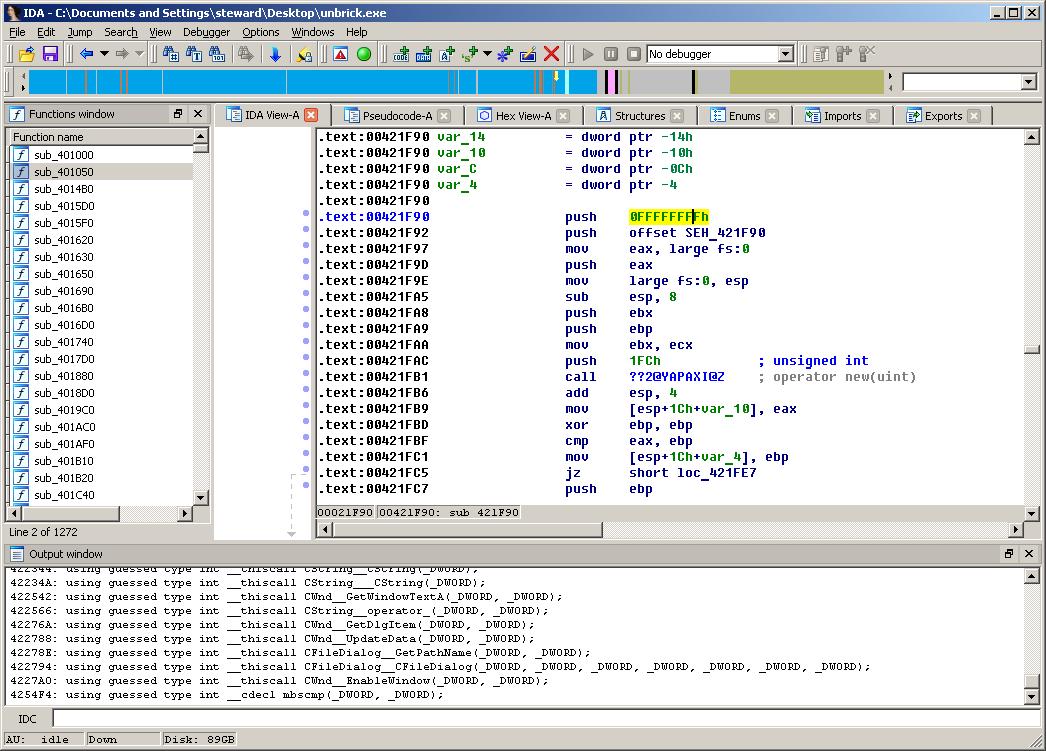 IDA - C:\Documents and Settings\steward\Desktop\unbrick.exe
File Edit Jump Search View Debugger Options Windows Help
No debugger
Functions window
IDA View-A Pseudocode-A Hex View-A Structures Enums Imports Exports
Function name
sub_401000
sub_401050
sub_4014B0
sub_4015D0
sub_4015F0
sub_401620
sub_401630
sub_401650
sub_401690
sub_4016B0
sub_4016D0
sub_401740
sub_4017D0
sub_401880
sub_4018D0
sub_4019C0
sub_401AC0
sub_401AF0
sub_401B10
sub_401B20
sub_401C40
Line 2 of 1272
.text:00421F90 var_14 = dword ptr -14h
.text:00421F90 var_10 = dword ptr -10h
.text:00421F90 var_C = dword ptr -0Ch
.text:00421F90 var_4 = dword ptr -4
.text:00421F90
.text:00421F90 push 0FFFFFFFFh
.text:00421F92 push offset SEH_421F90
.text:00421F97 mov eax, large fs:0
.text:00421F9D push eax
.text:00421F9E mov large fs:0, esp
.text:00421FA5 sub esp, 8
.text:00421FA8 push ebx
.text:00421FA9 push ebp
.text:00421FAA mov ebx, ecx
.text:00421FAC push 1FCh ; unsigned int
.text:00421FB1 call ??2@YAPAXI@Z ; operator new(uint)
.text:00421FB6 add esp, 4
.text:00421FB9 mov [esp+1Ch+var_10], eax
.text:00421FBD xor ebp, ebp
.text:00421FBF cmp eax, ebp
.text:00421FC1 mov [esp+1Ch+var_4], ebp
.text:00421FC5 jz short loc_421FE7
.text:00421FC7 push ebp
00021F90 00421F90: sub_421F90
Output window
422344: using guessed type int __thiscall CString__CString(_DWORD);
42234A: using guessed type int __thiscall CString___CString(_DWORD);
422542: using guessed type int __thiscall CWnd__GetWindowTextA(_DWORD, _DWORD);
422566: using guessed type int __thiscall CString__operator_(_DWORD, _DWORD);
42276A: using guessed type int __thiscall CWnd__GetDlgItem(_DWORD, _DWORD);
422788: using guessed type int __thiscall CWnd__UpdateData(_DWORD, _DWORD);
42278E: using guessed type int __thiscall CFileDialog__GetPathName(_DWORD, _DWORD);
422794: using guessed type int __thiscall CFileDialog__CFileDialog(_DWORD, _DWORD, _DWORD, _DWORD, _DWORD, _DWORD, _DWORD);
4227A0: using guessed type int __thiscall CWnd__EnableWindow(_DWORD, _DWORD);
4254F4: using guessed type int __cdecl mbscmp(_DWORD, _DWORD);
IDC
AU: idle Down Disk: 89GB